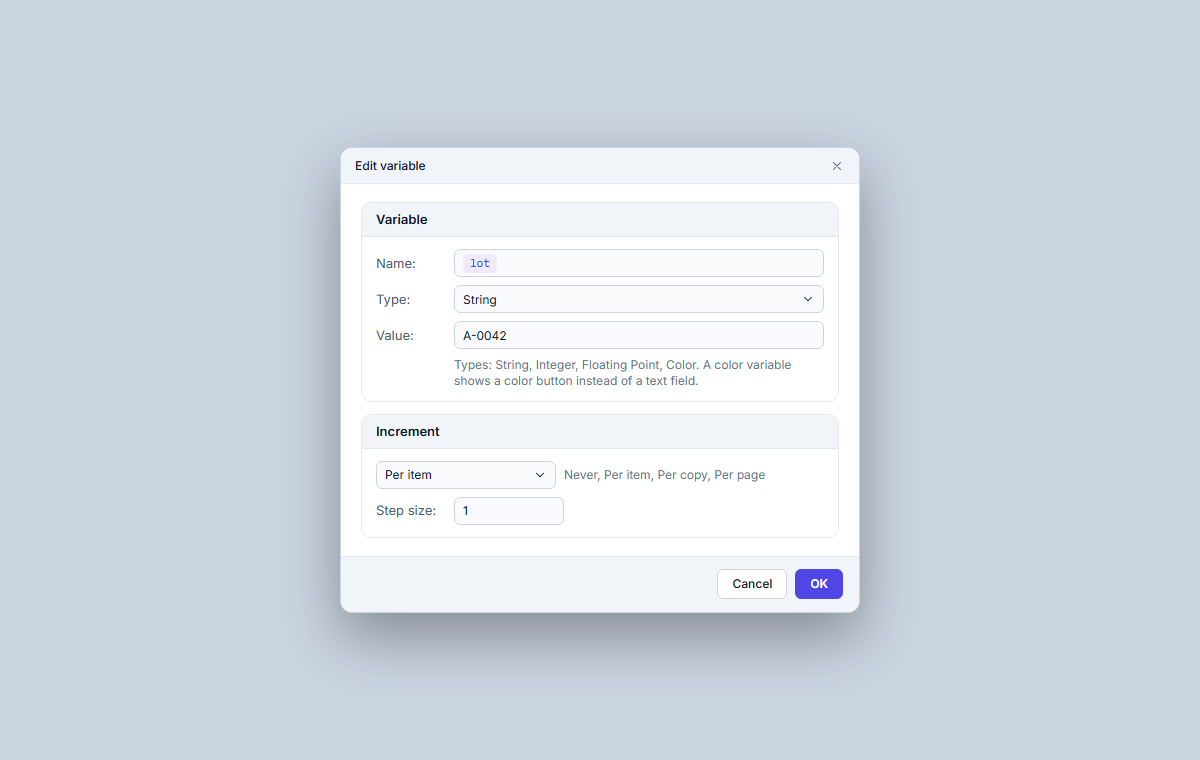 Edit variable
Variable
Name: lot
Type: String
Value: A-0042
Types: String, Integer, Floating Point, Color. A color variable
shows a color button instead of a text field.
Increment
Per item Never, Per item, Per copy, Per page
Step size: 1
Cancel OK